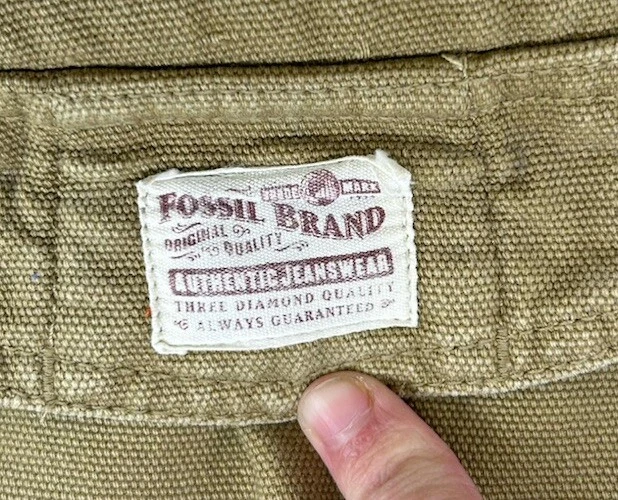 TRADE MARK
FOSSIL BRAND
ORIGINAL QUALITY
AUTHENTIC JEANSWEAR
THREE DIAMOND QUALITY
ALWAYS GUARANTEED